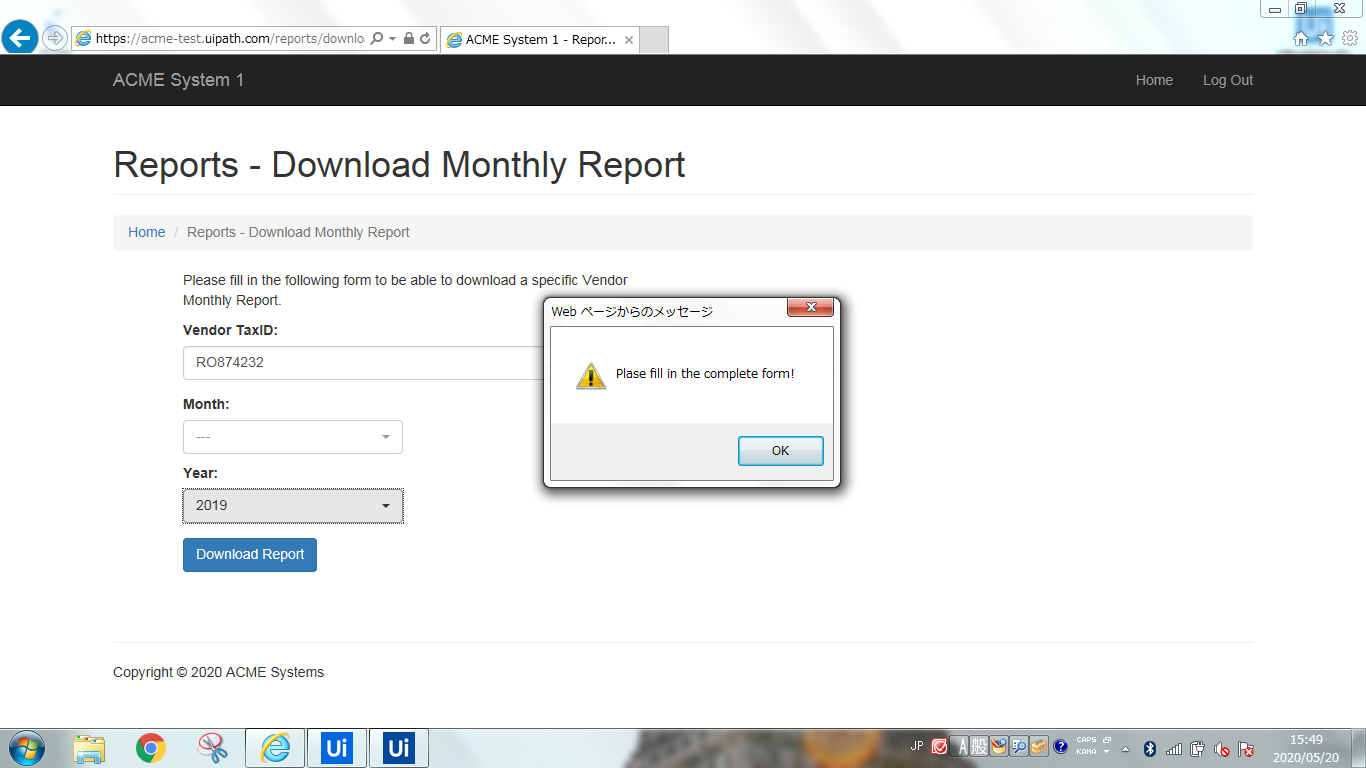 https://acme-test.uipath.com/reports/downlo
ACME System 1 - Repor...
ACME System 1
Home
Log Out
Reports - Download Monthly Report
Home / Reports - Download Monthly Report
Please fill in the following form to be able to download a specific Vendor
Monthly Report.
Vendor TaxID:
RO874232
Month:
---
Year:
2019
Download Report
Web ページからのメッセージ
Plase fill in the complete form!
OK
Copyright © 2020 ACME Systems
Ui
Ui
JP
A 般
CAPS
KANA
15:49
2020/05/20